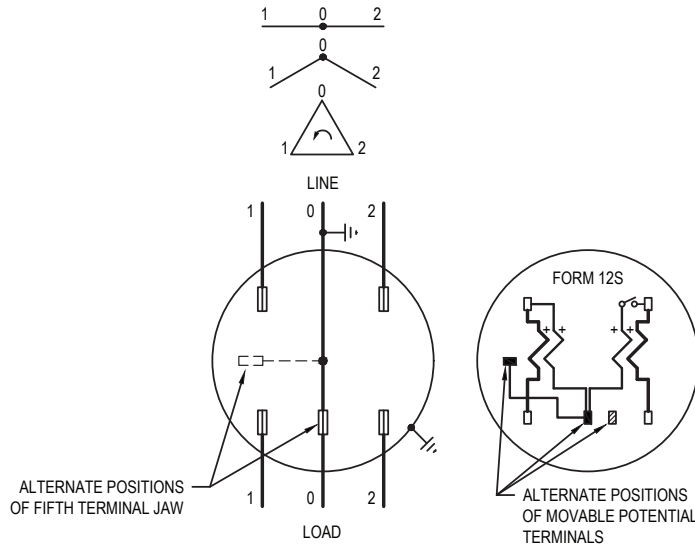 1 0 2
0
1 2
0
1 2
LINE
1 0 2
FORM 12S
+ + + +
ALTERNATE POSITIONS
OF FIFTH TERMINAL JAW
1 0 2
LOAD
ALTERNATE POSITIONS
OF MOVABLE POTENTIAL
TERMINALS